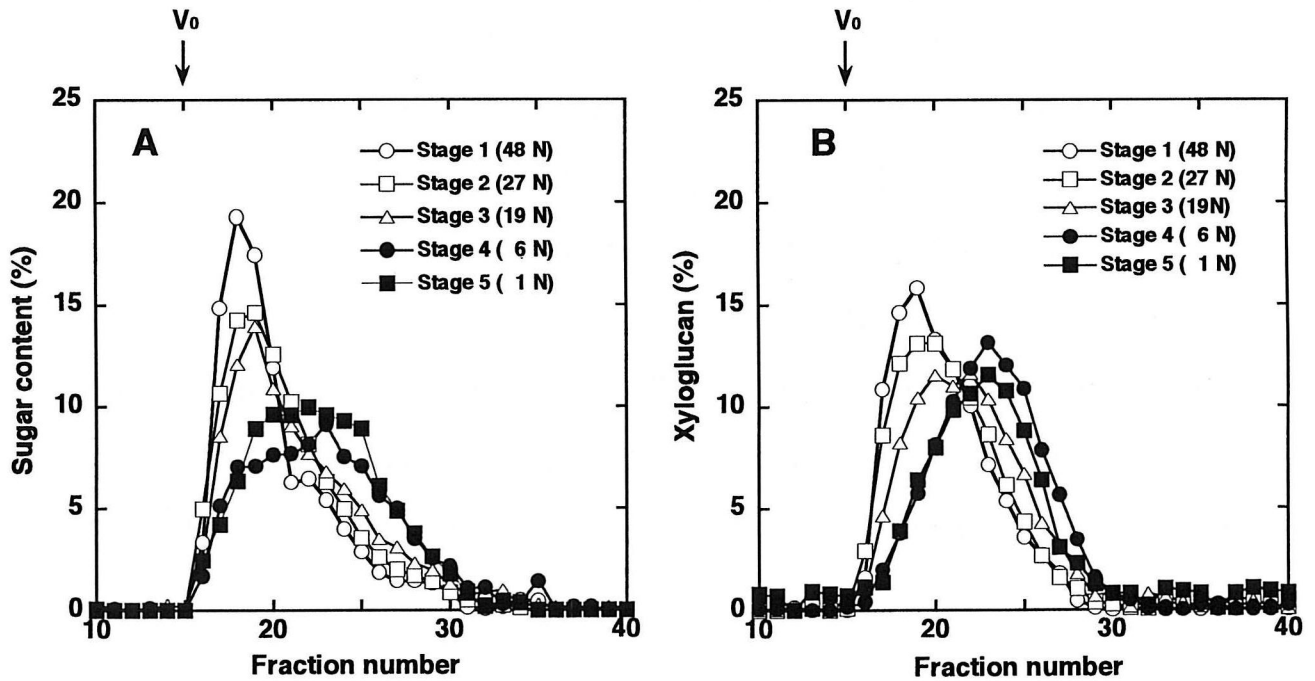 V₀
25
20
15
10
5
0
10
20
30
40
A
Stage 1 (48 N)
Stage 2 (27 N)
Stage 3 (19 N)
Stage 4 ( 6 N)
Stage 5 ( 1 N)
Sugar content (%)
Fraction number
V₀
25
20
15
10
5
0
10
20
30
40
B
Stage 1 (48 N)
Stage 2 (27 N)
Stage 3 (19N)
Stage 4 ( 6 N)
Stage 5 ( 1 N)
Xyloglucan (%)
Fraction number